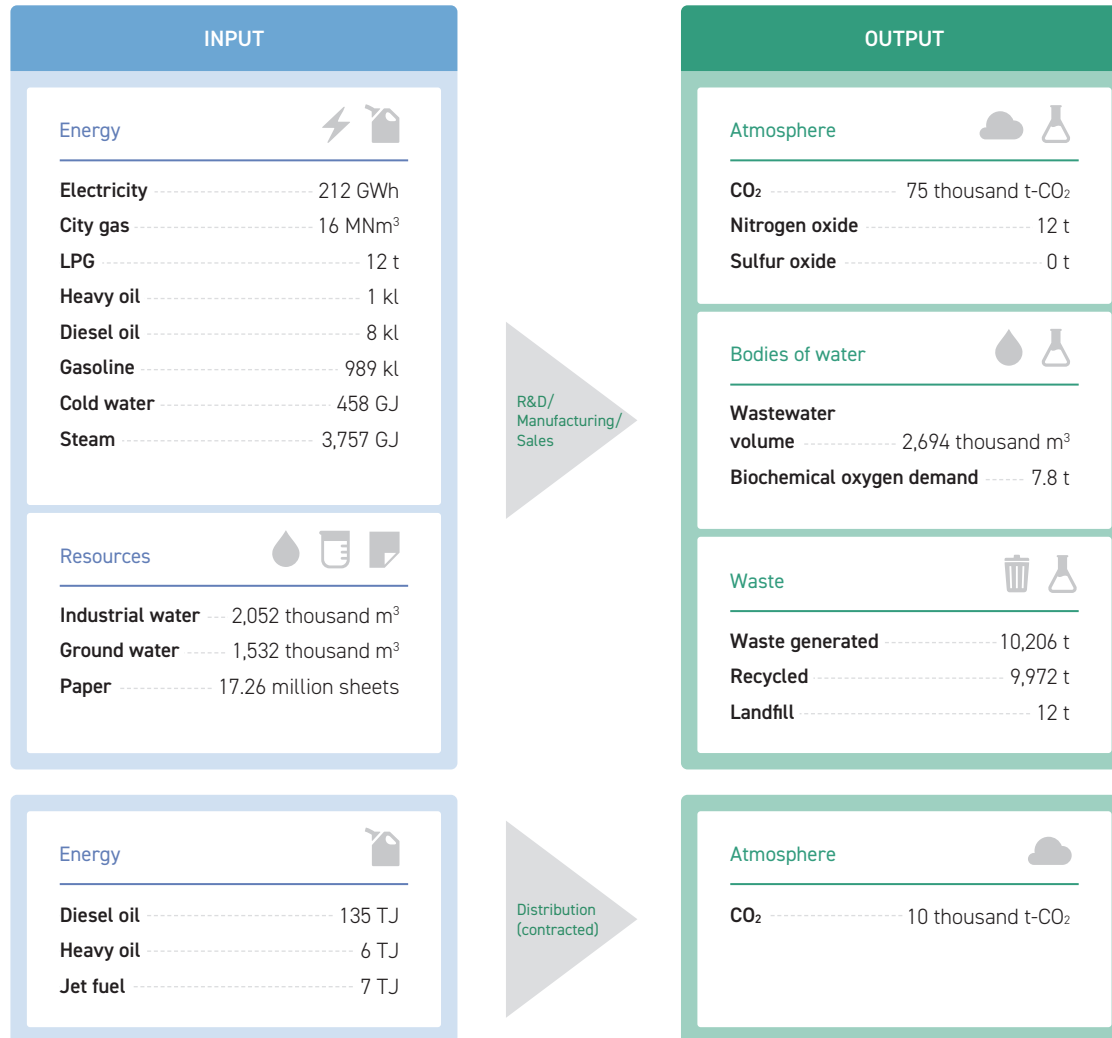 INPUT
Energy
Electricity 212 GWh
City gas 16 MNm³
LPG 12 t
Heavy oil 1 kl
Diesel oil 8 kl
Gasoline 989 kl
Cold water 458 GJ
Steam 3,757 GJ
Resources
Industrial water 2,052 thousand m³
Ground water 1,532 thousand m³
Paper 17.26 million sheets
R&D/
Manufacturing/
Sales
OUTPUT
Atmosphere
CO₂ 75 thousand t-CO₂
Nitrogen oxide 12 t
Sulfur oxide 0 t
Bodies of water
Wastewater
volume 2,694 thousand m³
Biochemical oxygen demand 7.8 t
Waste
Waste generated 10,206 t
Recycled 9,972 t
Landfill 12 t
Energy
Diesel oil 135 TJ
Heavy oil 6 TJ
Jet fuel 7 TJ
Distribution
(contracted)
Atmosphere
CO₂ 10 thousand t-CO₂